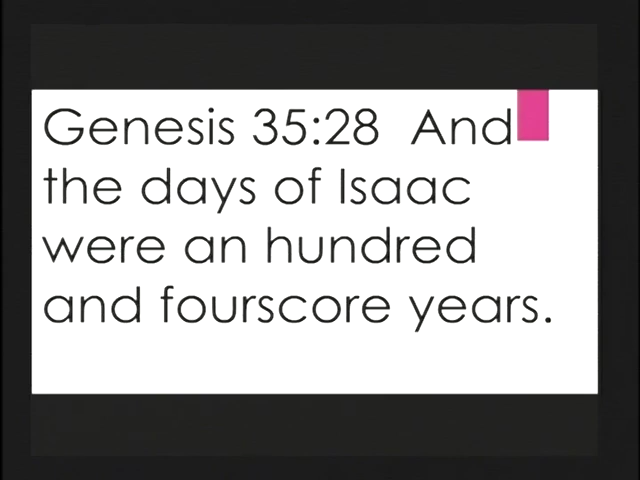 Genesis 35:28  And
the days of Isaac
were an hundred
and fourscore years.